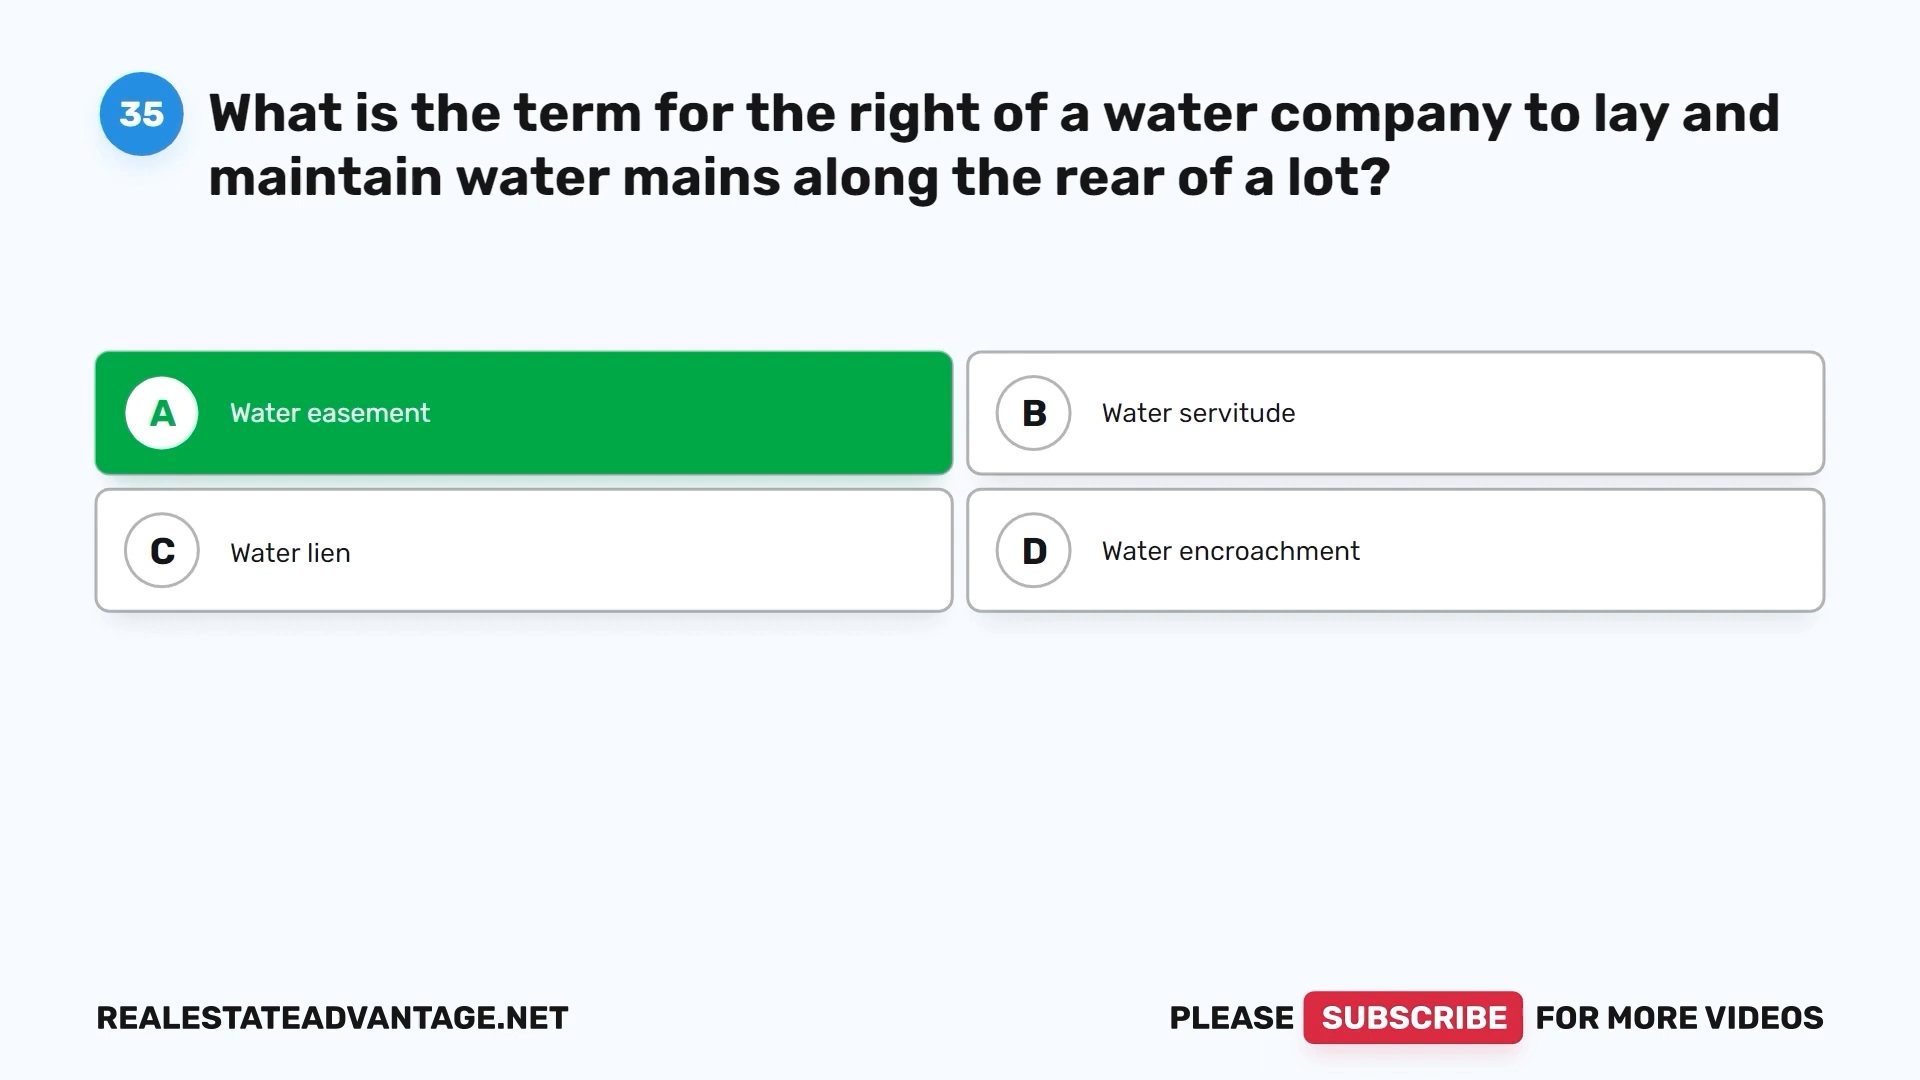 35
What is the term for the right of a water company to lay and
maintain water mains along the rear of a lot?
A Water easement
B Water servitude
C Water lien
D Water encroachment
REALESTATEADVANTAGE.NET
PLEASE SUBSCRIBE FOR MORE VIDEOS